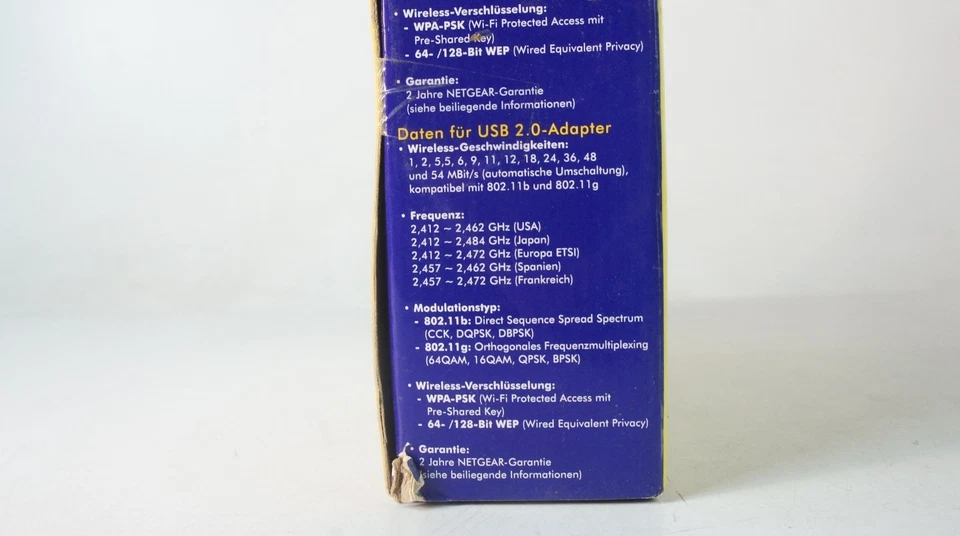 • Wireless-Verschlüsselung:
- WPA-PSK (Wi-Fi Protected Access mit
Pre-Shared Key)
- 64- /128-Bit WEP (Wired Equivalent Privacy)
• Garantie:
2 Jahre NETGEAR-Garantie
(siehe beiliegende Informationen)
Daten für USB 2.0-Adapter
• Wireless-Geschwindigkeiten:
1, 2, 5,5, 6, 9, 11, 12, 18, 24, 36, 48
und 54 MBit/s (automatische Umschaltung),
kompatibel mit 802.11b und 802.11g
• Frequenz:
2,412 ~ 2,462 GHz (USA)
2,412 ~ 2,484 GHz (Japan)
2,412 ~ 2,472 GHz (Europa ETSI)
2,457 ~ 2,462 GHz (Spanien)
2,457 ~ 2,472 GHz (Frankreich)
• Modulationstyp:
- 802.11b: Direct Sequence Spread Spectrum
(CCK, DQPSK, DBPSK)
- 802.11g: Orthogonales Frequenzmultiplexing
(64QAM, 16QAM, QPSK, BPSK)
• Wireless-Verschlüsselung:
- WPA-PSK (Wi-Fi Protected Access mit
Pre-Shared Key)
- 64- /128-Bit WEP (Wired Equivalent Privacy)
• Garantie:
2 Jahre NETGEAR-Garantie
(siehe beiliegende Informationen)